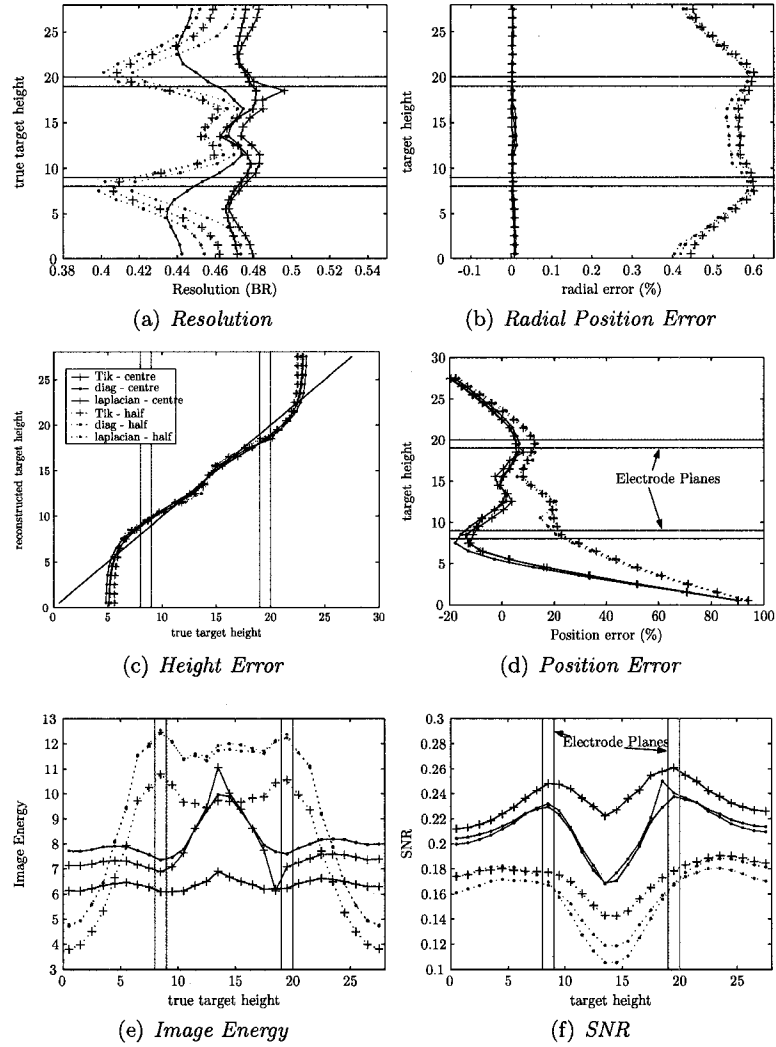 true target height
25
20
15
10
5
0
0.38 0.4 0.42 0.44 0.46 0.48 0.5 0.52 0.54
Resolution (BR)
(a) Resolution
target height
25
20
15
10
5
0
-0.1 0 0.1 0.2 0.3 0.4 0.5 0.6
radial error (%)
(b) Radial Position Error
reconstructed target height
25
20
15
10
5
0
Tik - centre
diag - centre
laplacian - centre
Tik - half
diag - half
laplacian - half
0 5 10 15 20 25 30
true target height
(c) Height Error
target height
30
25
20
15
10
5
0
Electrode Planes
-20 0 20 40 60 80 100
Position error (%)
(d) Position Error
Image Energy
13
12
11
10
9
8
7
6
5
4
3
0 5 10 15 20 25
true target height
(e) Image Energy
SNR
0.3
0.28
0.26
0.24
0.22
0.2
0.18
0.16
0.14
0.12
0.1
Electrode Planes
0 5 10 15 20 25
target height
(f) SNR